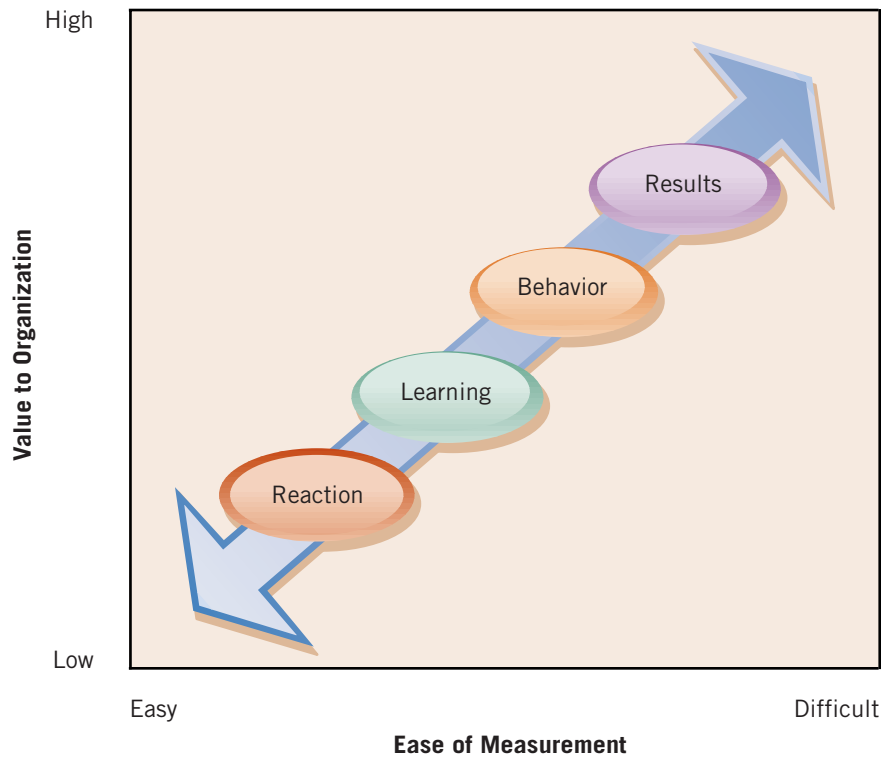 High
Value to Organization
Results
Behavior
Learning
Reaction
Low
Easy
Difficult
Ease of Measurement